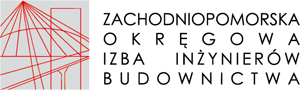 ZACHODNIOPOMORSKA
OKRĘGOWA
IZBA INŻYNIERÓW
BUDOWNICTWA